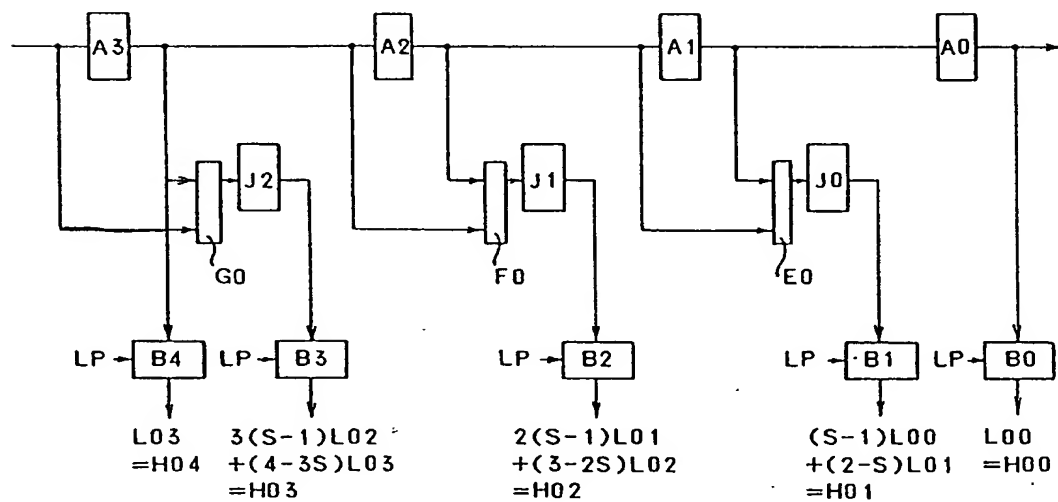 A3
A2
A1
A0
J2
J1
J0
G0
F0
E0
LP
B4
LP
B3
LP
B2
LP
B1
LP
B0
L03
=H04
3(S-1)L02
+(4-3S)L03
=H03
2(S-1)L01
+(3-2S)L02
=H02
(S-1)L00
+(2-S)L01
=H01
L00
=H00